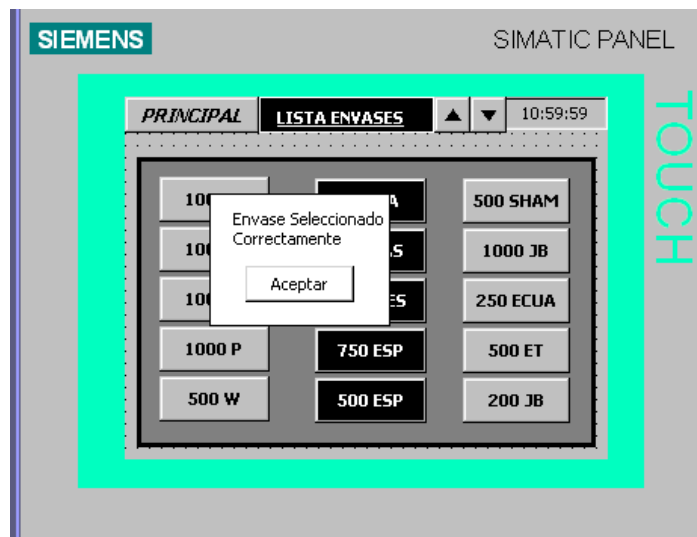 SIEMENS
SIMATIC PANEL
TOUCH
PRINCIPAL LISTA ENVASES 10:59:59
500 SHAM
Envase Seleccionado
Correctamente
1000 JB
Aceptar
250 ECUA
1000 P 750 ESP 500 ET
500 W 500 ESP 200 JB